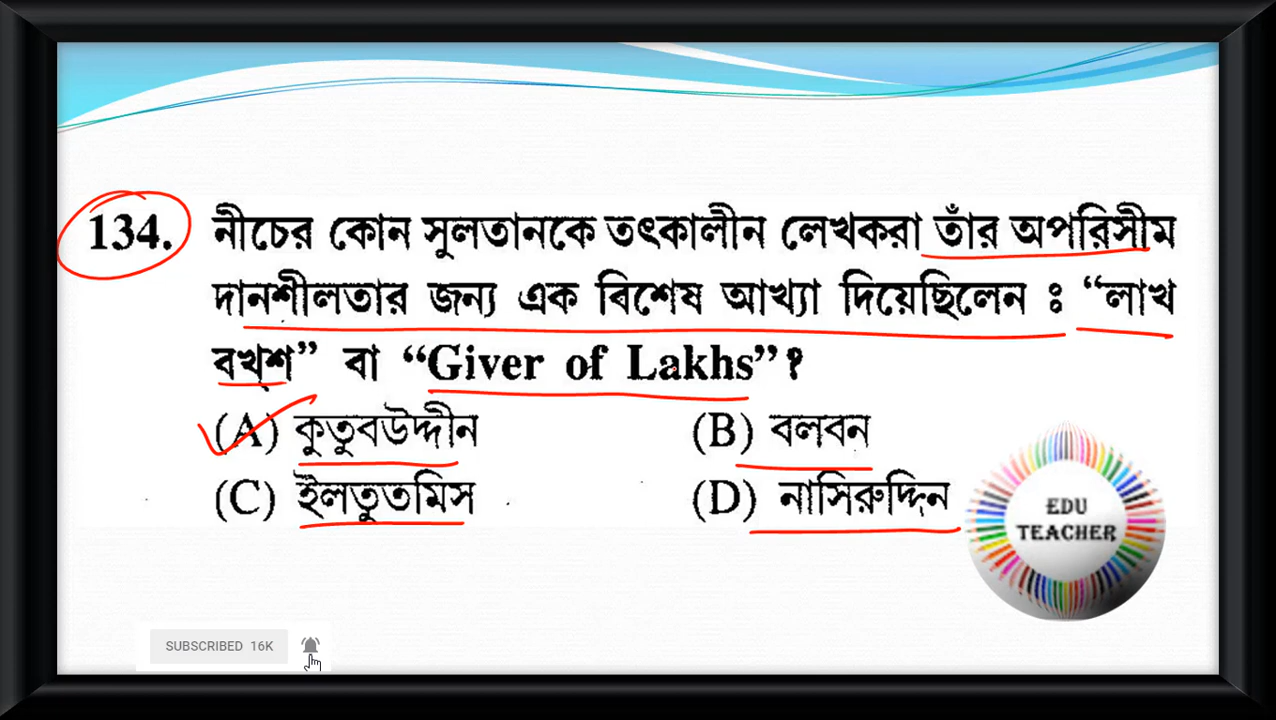 134. নীচের কোন সুলতানকে তৎকালীন লেখকরা তাঁর অপরিসীম
দানশীলতার জন্য এক বিশেষ আখ্যা দিয়েছিলেন ঃ “লাখ
বখ্শ” বা “Giver of Lakhs”?
(A) কুতুবউদ্দীন (B) বলবন
(C) ইলতুতমিস (D) নাসিরুদ্দিন
EDU
TEACHER
SUBSCRIBED 16K